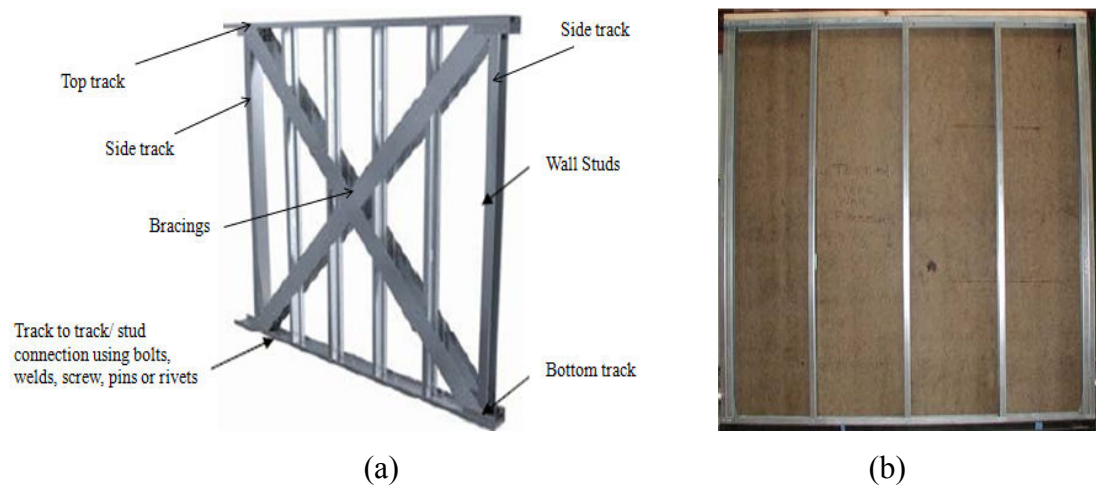 Top track
Side track
Bracings
Track to track/ stud
connection using bolts,
welds, screw, pins or rivets
Side track
Wall Studs
Bottom track
(a)
(b)